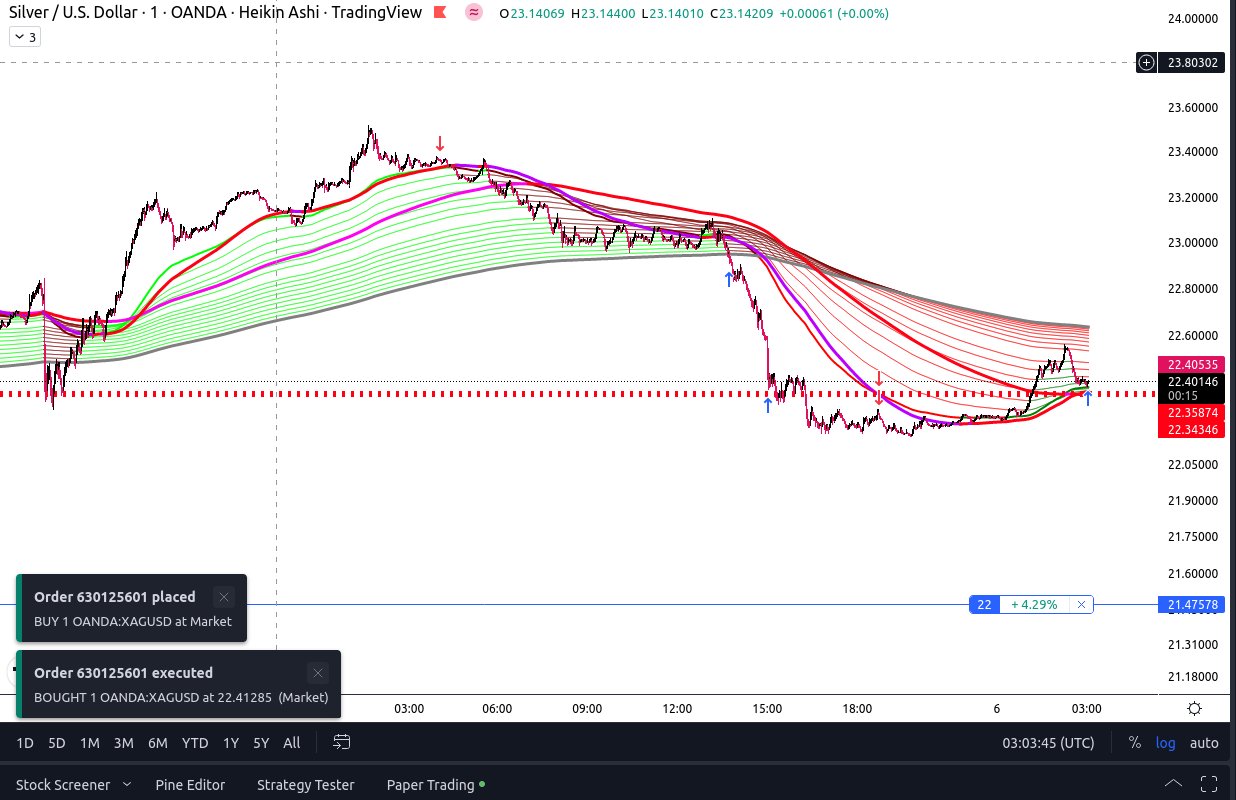 Silver / U.S. Dollar · 1 · OANDA · Heikin Ashi · TradingView
O23.14069 H23.14400 L23.14010 C23.14209 +0.00061 (+0.00%)
3
24.00000
23.80302
23.60000
23.40000
23.20000
23.00000
22.80000
22.60000
22.40535
22.40146
00:15
22.35874
22.34346
22.05000
21.90000
21.75000
21.60000
22 +4.29%
21.47578
21.31000
21.18000
Order 630125601 placed
BUY 1 OANDA:XAGUSD at Market
Order 630125601 executed
BOUGHT 1 OANDA:XAGUSD at 22.41285 (Market)
03:00 06:00 09:00 12:00 15:00 18:00 6 03:00
1D 5D 1M 3M 6M YTD 1Y 5Y All
03:03:45 (UTC) % log auto
Stock Screener Pine Editor Strategy Tester Paper Trading